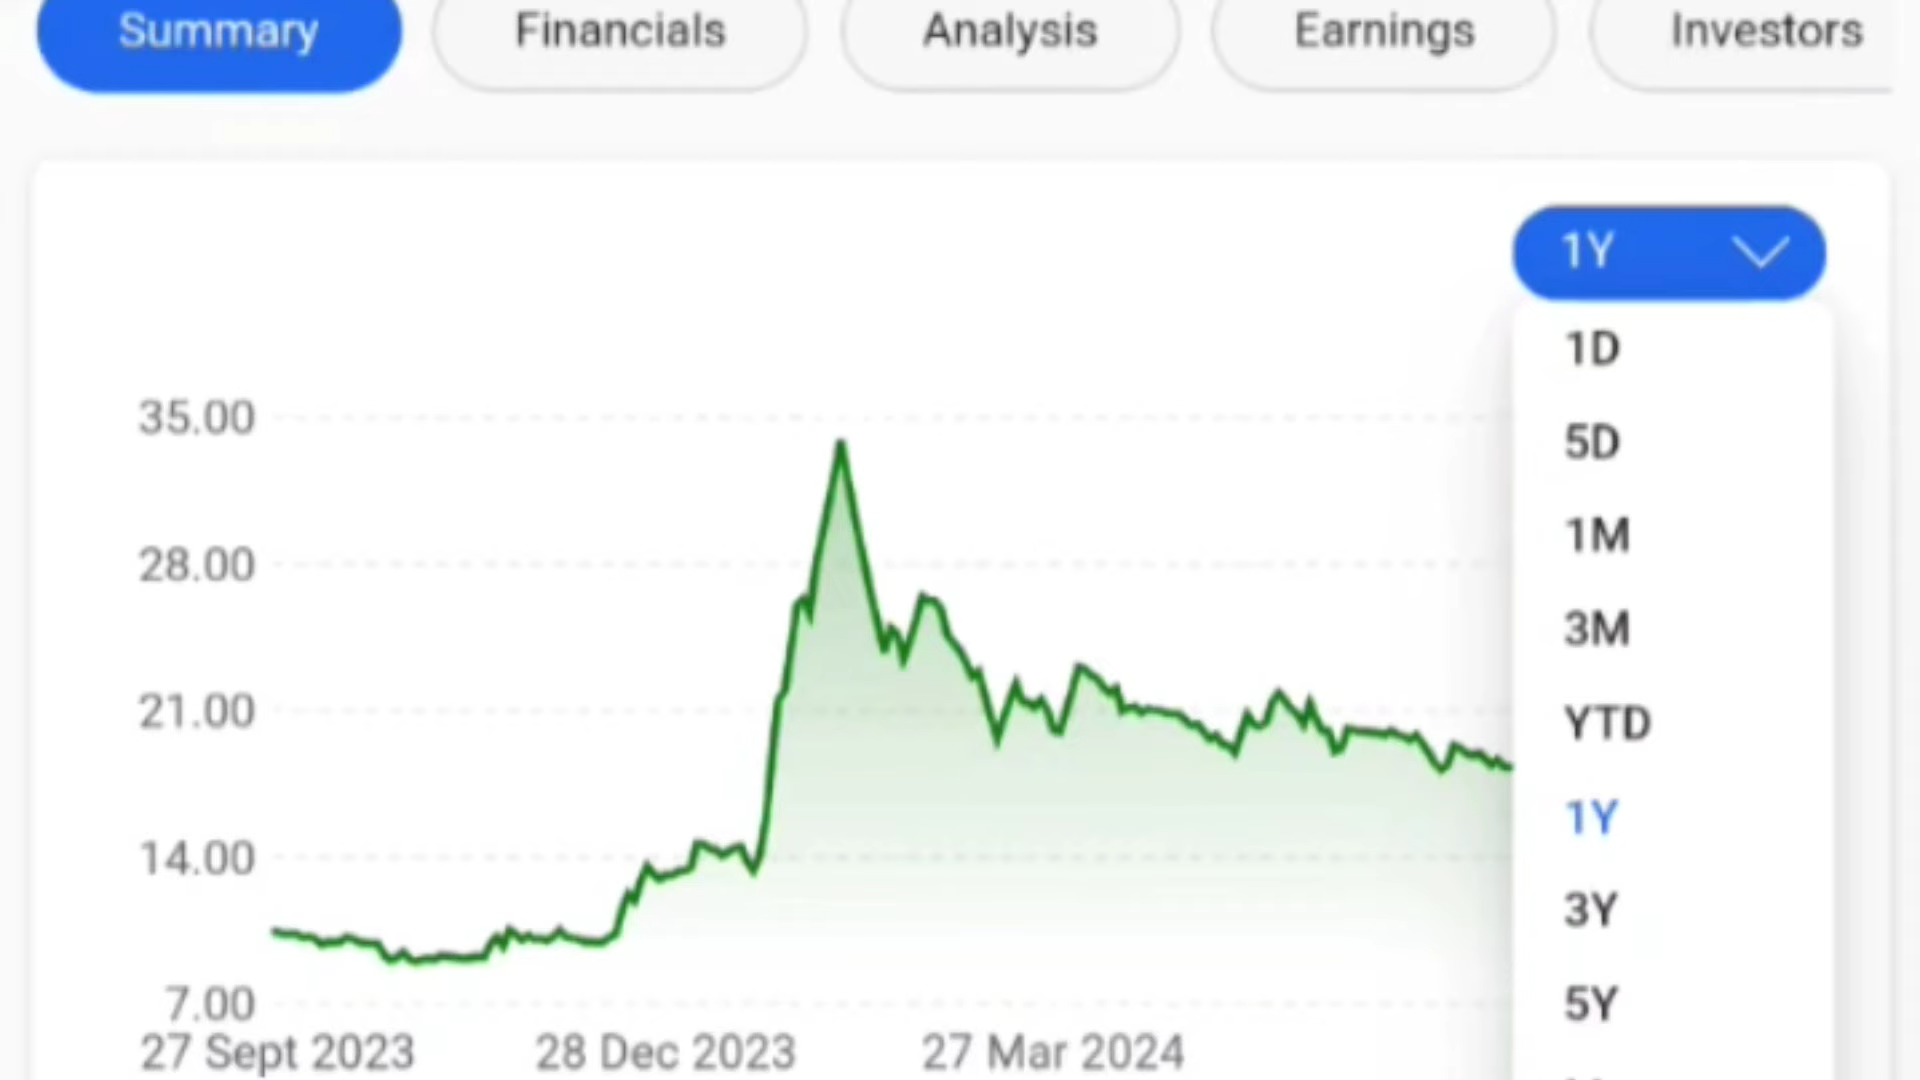 Summary Financials Analysis Earnings Investors
1Y
1D
5D
1M
3M
YTD
1Y
3Y
5Y
35.00
28.00
21.00
14.00
7.00
27 Sept 2023 28 Dec 2023 27 Mar 2024